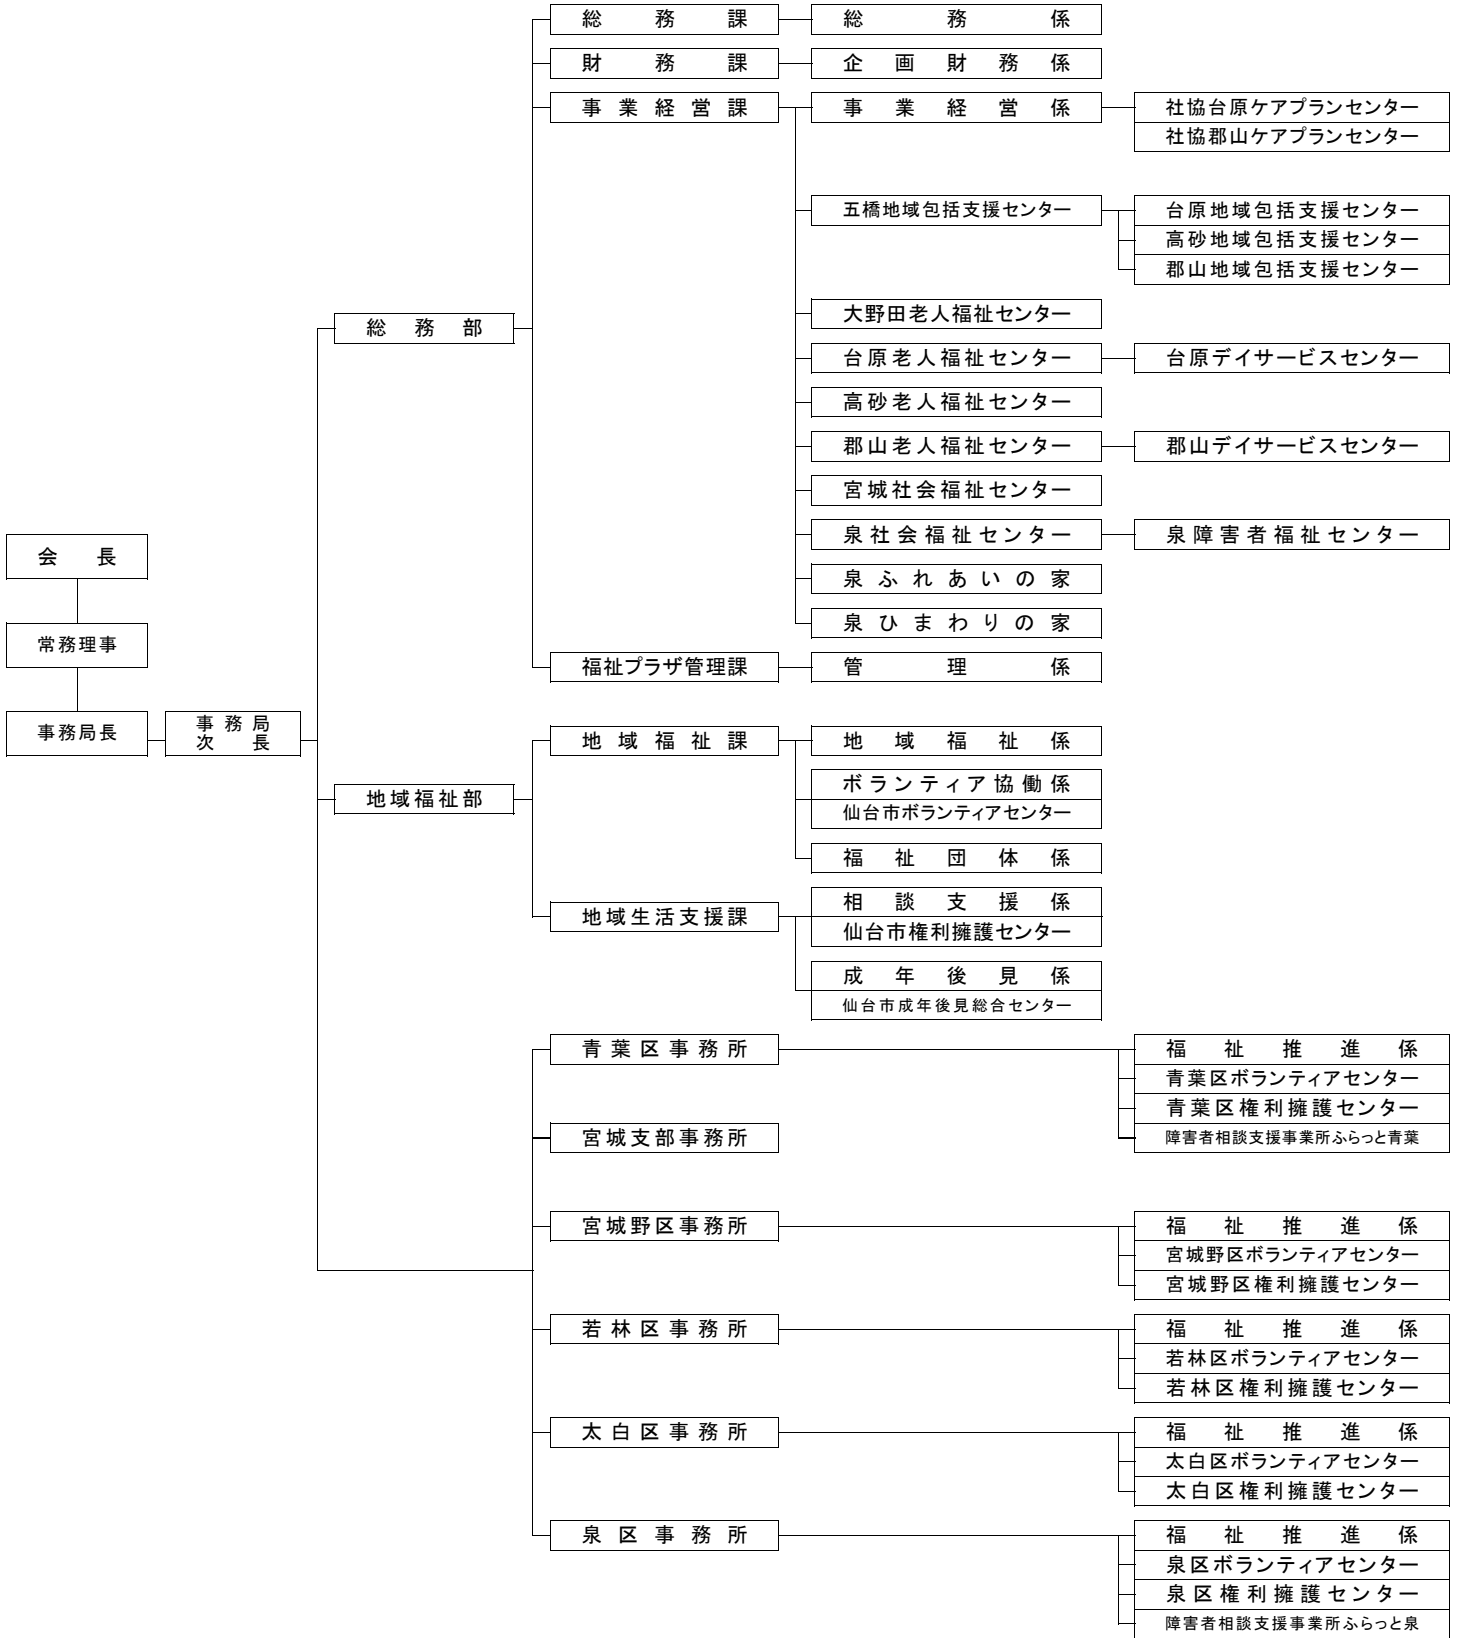 総務課
総務係
財務課
企画財務係
事業経営課
事業経営係
社協台原ケアプランセンター
社協郡山ケアプランセンター
五橋地域包括支援センター
台原地域包括支援センター
高砂地域包括支援センター
郡山地域包括支援センター
大野田老人福祉センター
総務部
台原老人福祉センター
台原デイサービスセンター
高砂老人福祉センター
郡山老人福祉センター
郡山デイサービスセンター
宮城社会福祉センター
泉社会福祉センター
泉障害者福祉センター
会長
泉ふれあいの家
泉ひまわりの家
常務理事
福祉プラザ管理課
管理係
事務局長
事務局
次長
地域福祉課
地域福祉係
ボランティア協働係
仙台市ボランティアセンター
地域福祉部
福祉団体係
地域生活支援課
相談支援係
仙台市権利擁護センター
成年後見係
仙台市成年後見総合センター
青葉区事務所
福祉推進係
青葉区ボランティアセンター
青葉区権利擁護センター
障害者相談支援事業所ふらっと青葉
宮城支部事務所
宮城野区事務所
福祉推進係
宮城野区ボランティアセンター
宮城野区権利擁護センター
若林区事務所
福祉推進係
若林区ボランティアセンター
若林区権利擁護センター
太白区事務所
福祉推進係
太白区ボランティアセンター
太白区権利擁護センター
泉区事務所
福祉推進係
泉区ボランティアセンター
泉区権利擁護センター
障害者相談支援事業所ふらっと泉